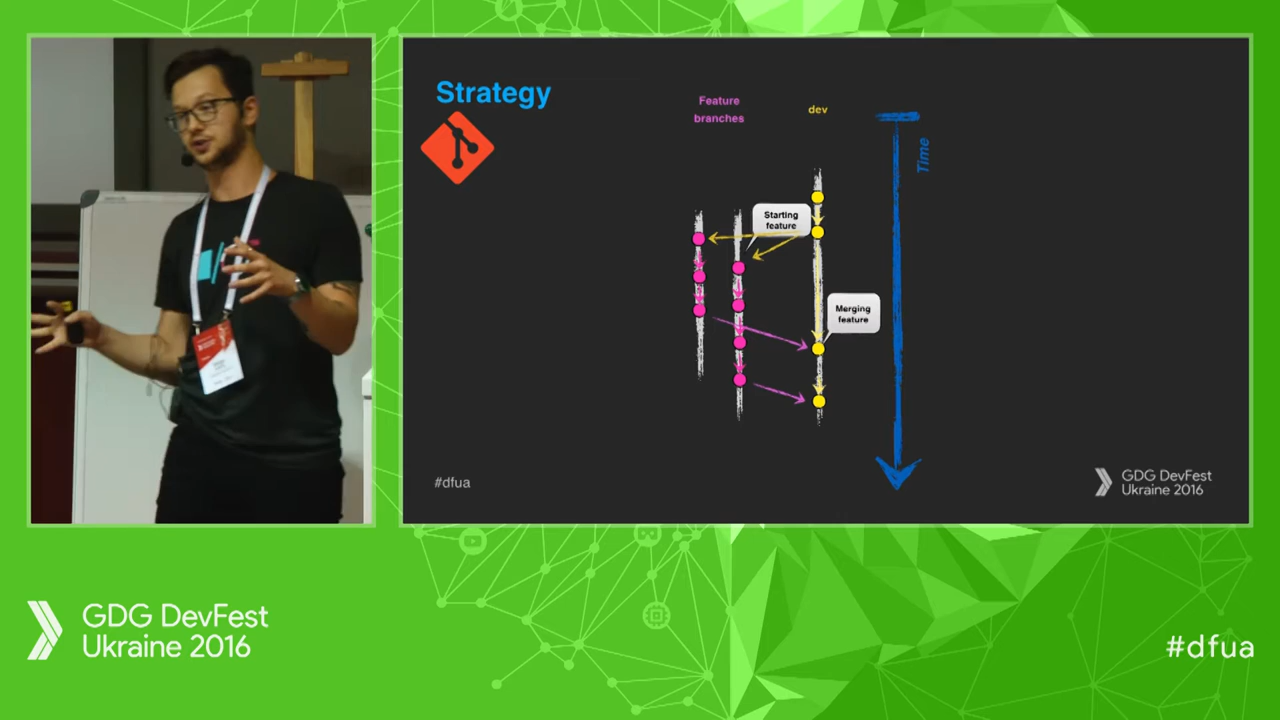 Strategy
Feature
branches
dev
Time
Starting
feature
Merging
feature
#dfua
GDG DevFest
Ukraine 2016
GDG DevFest
Ukraine 2016
#dfua